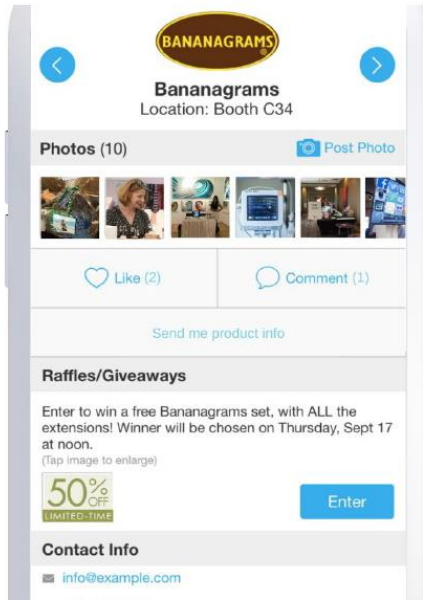 BANANAGRAMS
Bananagrams
Location: Booth C34
Photos (10)
Post Photo
Like (2)
Comment (1)
Send me product info
Raffles/Giveaways
Enter to win a free Bananagrams set, with ALL the
extensions! Winner will be chosen on Thursday, Sept 17
at noon.
(Tap image to enlarge)
50% OFF
LIMITED-TIME
Enter
Contact Info
info@example.com